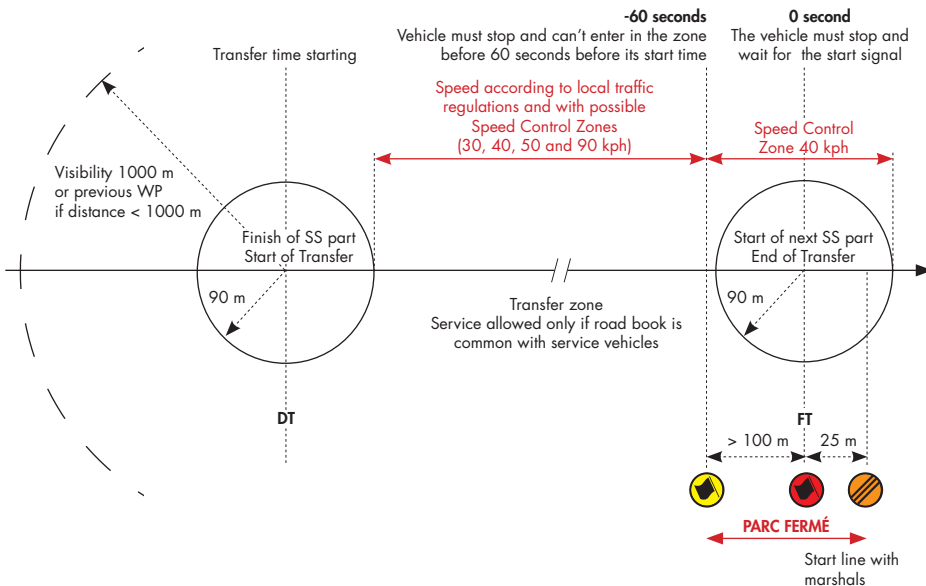 -60 seconds
Vehicle must stop and can't enter in the zone
before 60 seconds before its start time
0 second
The vehicle must stop and
wait for the start signal
Transfer time starting
Speed according to local traffic
regulations and with possible
Speed Control Zones
(30, 40, 50 and 90 kph)
Speed Control
Zone 40 kph
Visibility 1000 m
or previous WP
if distance < 1000 m
Finish of SS part
Start of Transfer
90 m
Start of next SS part
End of Transfer
90 m
Transfer zone
Service allowed only if road book is
common with service vehicles
DT
FT
> 100 m
25 m
PARC FERMÉ
Start line with
marshals